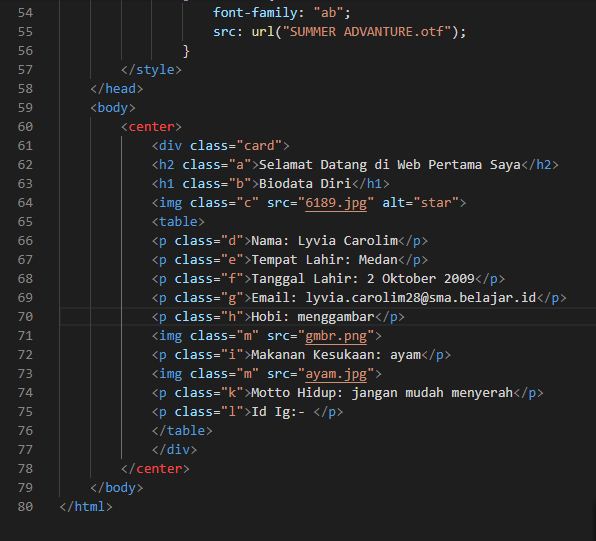 54 font-family: "ab";
55 src: url("SUMMER ADVANTURE.otf");
56 }
57 </style>
58 </head>
59 <body>
60 <center>
61 <div class="card">
62 <h2 class="a">Selamat Datang di Web Pertama Saya</h2>
63 <h1 class="b">Biodata Diri</h1>
64 <img class="c" src="6189.jpg" alt="star">
65 <table>
66 <p class="d">Nama: Lyvia Carolim</p>
67 <p class="e">Tempat Lahir: Medan</p>
68 <p class="f">Tanggal Lahir: 2 Oktober 2009</p>
69 <p class="g">Email: lyvia.carolim28@sma.belajar.id</p>
70 <p class="h">Hobi: menggambar</p>
71 <img class="m" src="gmbr.png">
72 <p class="i">Makanan Kesukaan: ayam</p>
73 <img class="m" src="ayam.jpg">
74 <p class="k">Motto Hidup: jangan mudah menyerah</p>
75 <p class="l">Id Ig:- </p>
76 </table>
77 </div>
78 </center>
79 </body>
80 </html>